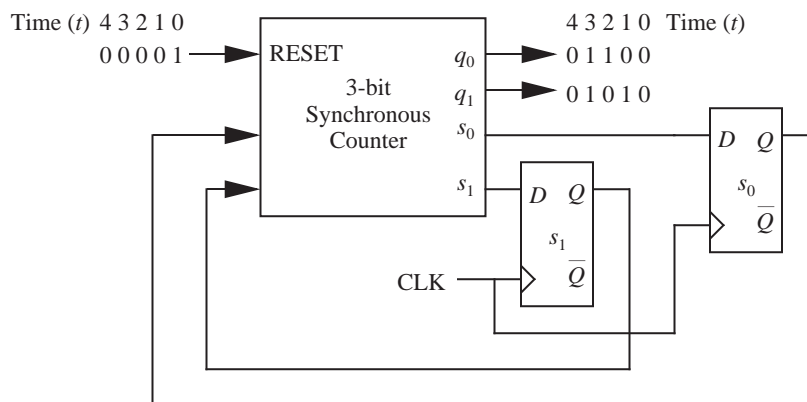 Time (t) 4 3 2 1 0
0 0 0 0 1
RESET
3-bit
Synchronous
Counter
q0
q1
s0
s1
4 3 2 1 0 Time (t)
0 1 1 0 0
0 1 0 1 0
D Q
s0
Q̅
D Q
s1
Q̅
CLK